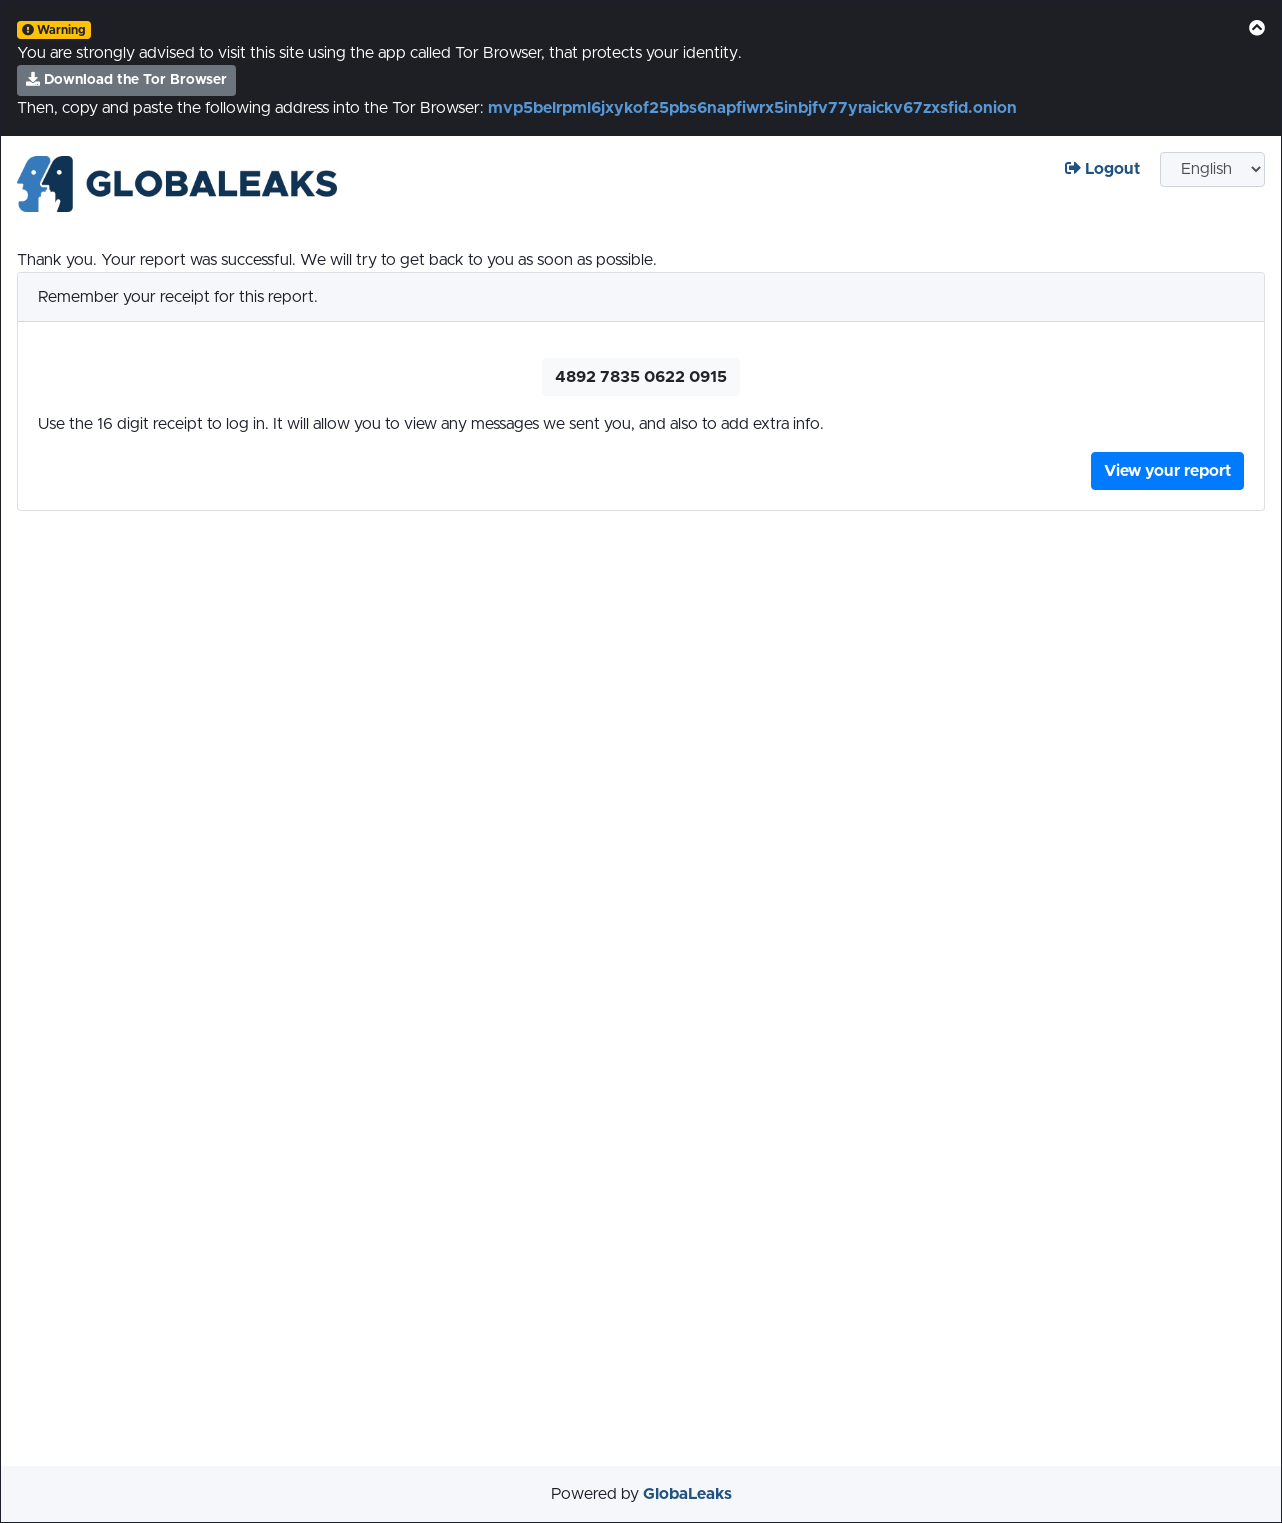 Warning
You are strongly advised to visit this site using the app called Tor Browser, that protects your identity.
Download the Tor Browser
Then, copy and paste the following address into the Tor Browser: mvp5belrpml6jxykof25pbs6napfiwrx5inbjfv77yraickv67zxsfid.onion
GLOBALEAKS
Logout
English
Thank you. Your report was successful. We will try to get back to you as soon as possible.
Remember your receipt for this report.
4892 7835 0622 0915
Use the 16 digit receipt to log in. It will allow you to view any messages we sent you, and also to add extra info.
View your report
Powered by GlobaLeaks